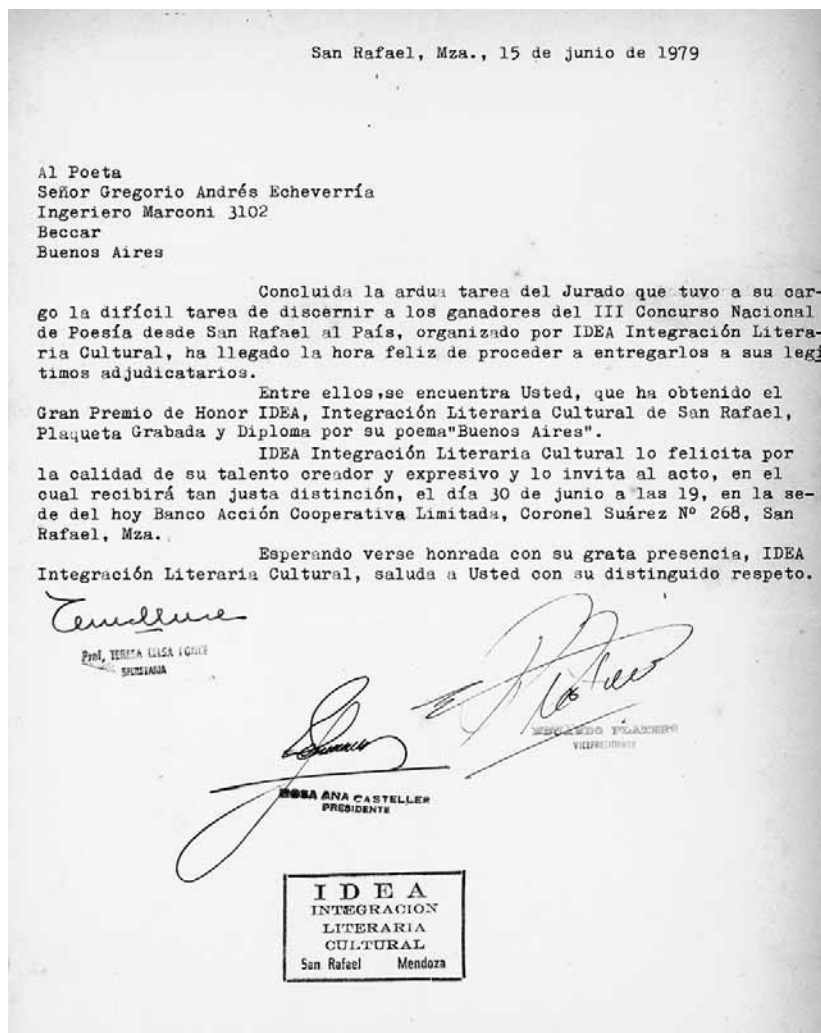 San Rafael, Mza., 15 de junio de 1979
Al Poeta
Señor Gregorio Andrés Echeverría
Ingeriero Marconi 3102
Beccar
Buenos Aires
Concluida la ardua tarea del Jurado que tuvo a su car-
go la difícil tarea de discernir a los ganadores del III Concurso Nacional
de Poesía desde San Rafael al País, organizado por IDEA Integración Litera-
ria Cultural, ha llegado la hora feliz de proceder a entregarlos a sus legí
timos adjudicatarios.
Entre ellos,se encuentra Usted, que ha obtenido el
Gran Premio de Honor IDEA, Integración Literaria Cultural de San Rafael,
Plaqueta Grabada y Diploma por su poema"Buenos Aires".
IDEA Integración Literaria Cultural lo felicita por
la calidad de su talento creador y expresivo y lo invita al acto, en el
cual recibirá tan justa distinción, el día 30 de junio a las 19, en la se-
de del hoy Banco Acción Cooperativa Limitada, Coronel Suárez Nº 268, San
Rafael, Mza.
Esperando verse honrada con su grata presencia, IDEA
Integración Literaria Cultural, saluda a Usted con su distinguido respeto.
Prof. TERESA
SECRETARIA
EDUARDO PLATERO
VICEPRESIDENTE
ROSA ANA CASTELLER
PRESIDENTE
IDEA
INTEGRACION
LITERARIA
CULTURAL
San Rafael Mendoza